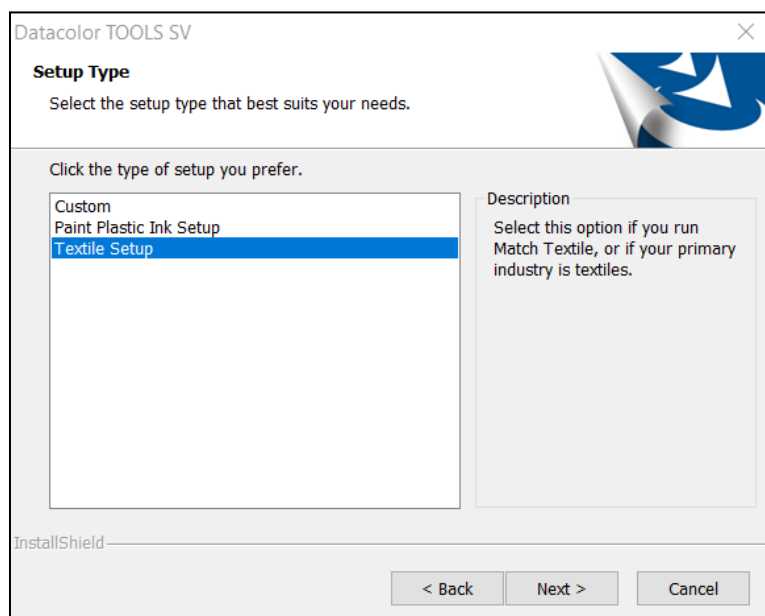 Datacolor TOOLS SV
Setup Type
Select the setup type that best suits your needs.
Click the type of setup you prefer.
Custom
Paint Plastic Ink Setup
Textile Setup
Description
Select this option if you run
Match Textile, or if your primary
industry is textiles.
InstallShield
< Back
Next >
Cancel